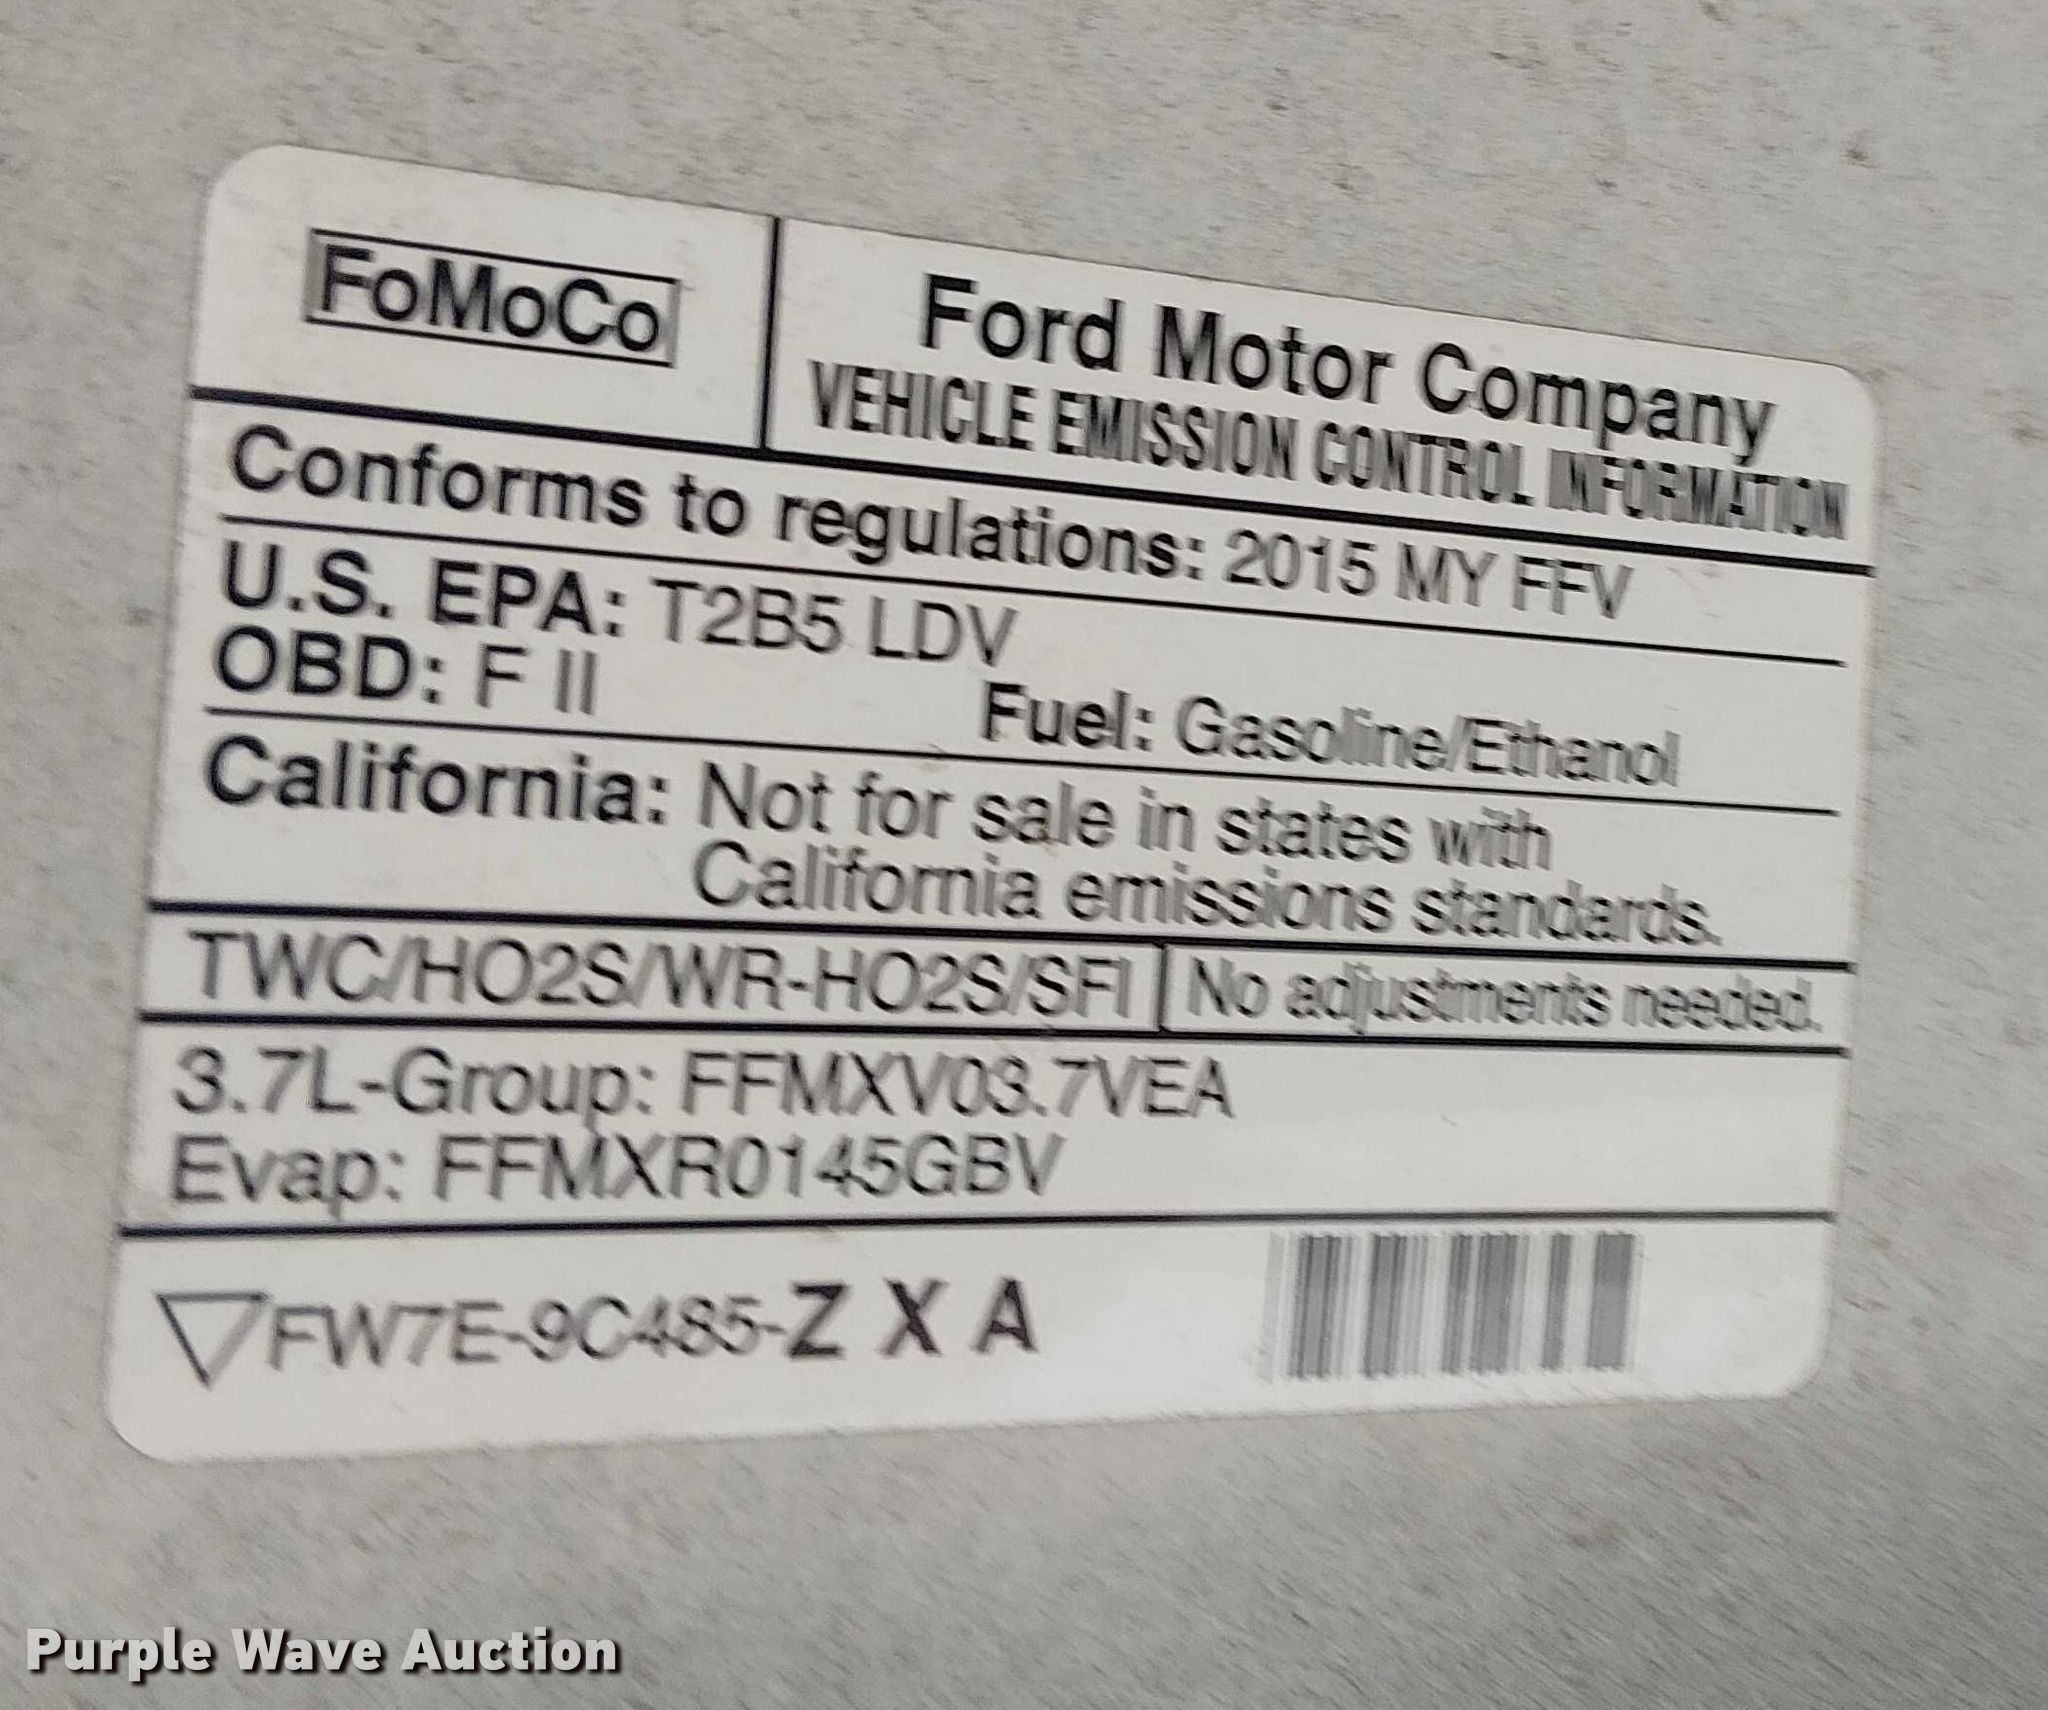 FoMoCo
Ford Motor Company
VEHICLE EMISSION CONTROL INFORMATION
Conforms to regulations: 2015 MY FFV
U.S. EPA: T2B5 LDV
OBD: F II
Fuel: Gasoline/Ethanol
California: Not for sale in states with
California emissions standards.
TWC/HO2S/WR-HO2S/SFI
No adjustments needed.
3.7L-Group: FFMXV03.7VEA
Evap: FFMXR0145GBV
FW7E-9C485-Z X A
Purple Wave Auction